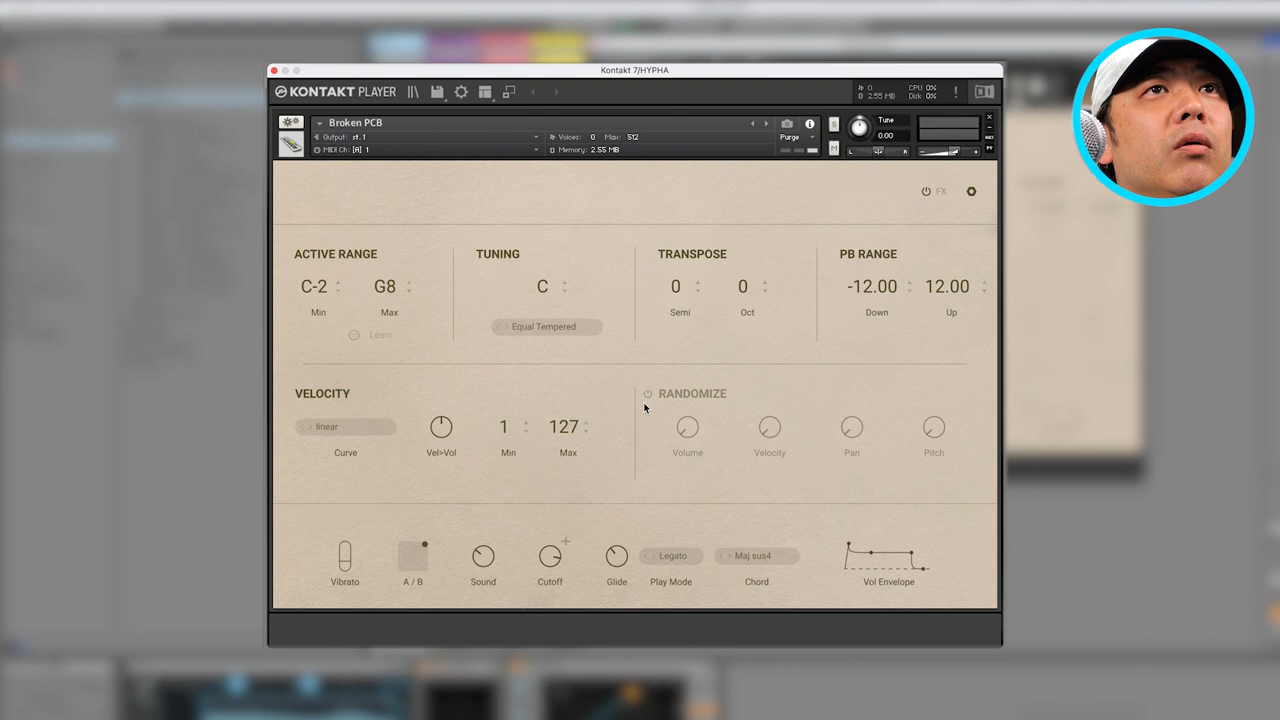 Kontakt 7/HYPHA
KONTAKT PLAYER
0
2.55 MB
CPU 0%
Disk 0%
!
Broken PCB
Output: st.1
Voices: 0 Max: 512
Purge
MIDI Ch: [A] 1
Memory: 2.55 MB
S
M
Tune
0.00
L R
FX
ACTIVE RANGE
C-2 G8
Min Max
Learn
TUNING
C
Equal Tempered
TRANSPOSE
0 0
Semi Oct
PB RANGE
-12.00 12.00
Down Up
VELOCITY
linear
Curve
Vel>Vol
1 127
Min Max
RANDOMIZE
Volume Velocity Pan Pitch
Vibrato
A / B
Sound
Cutoff
Glide
Legato
Play Mode
Maj sus4
Chord
Vol Envelope